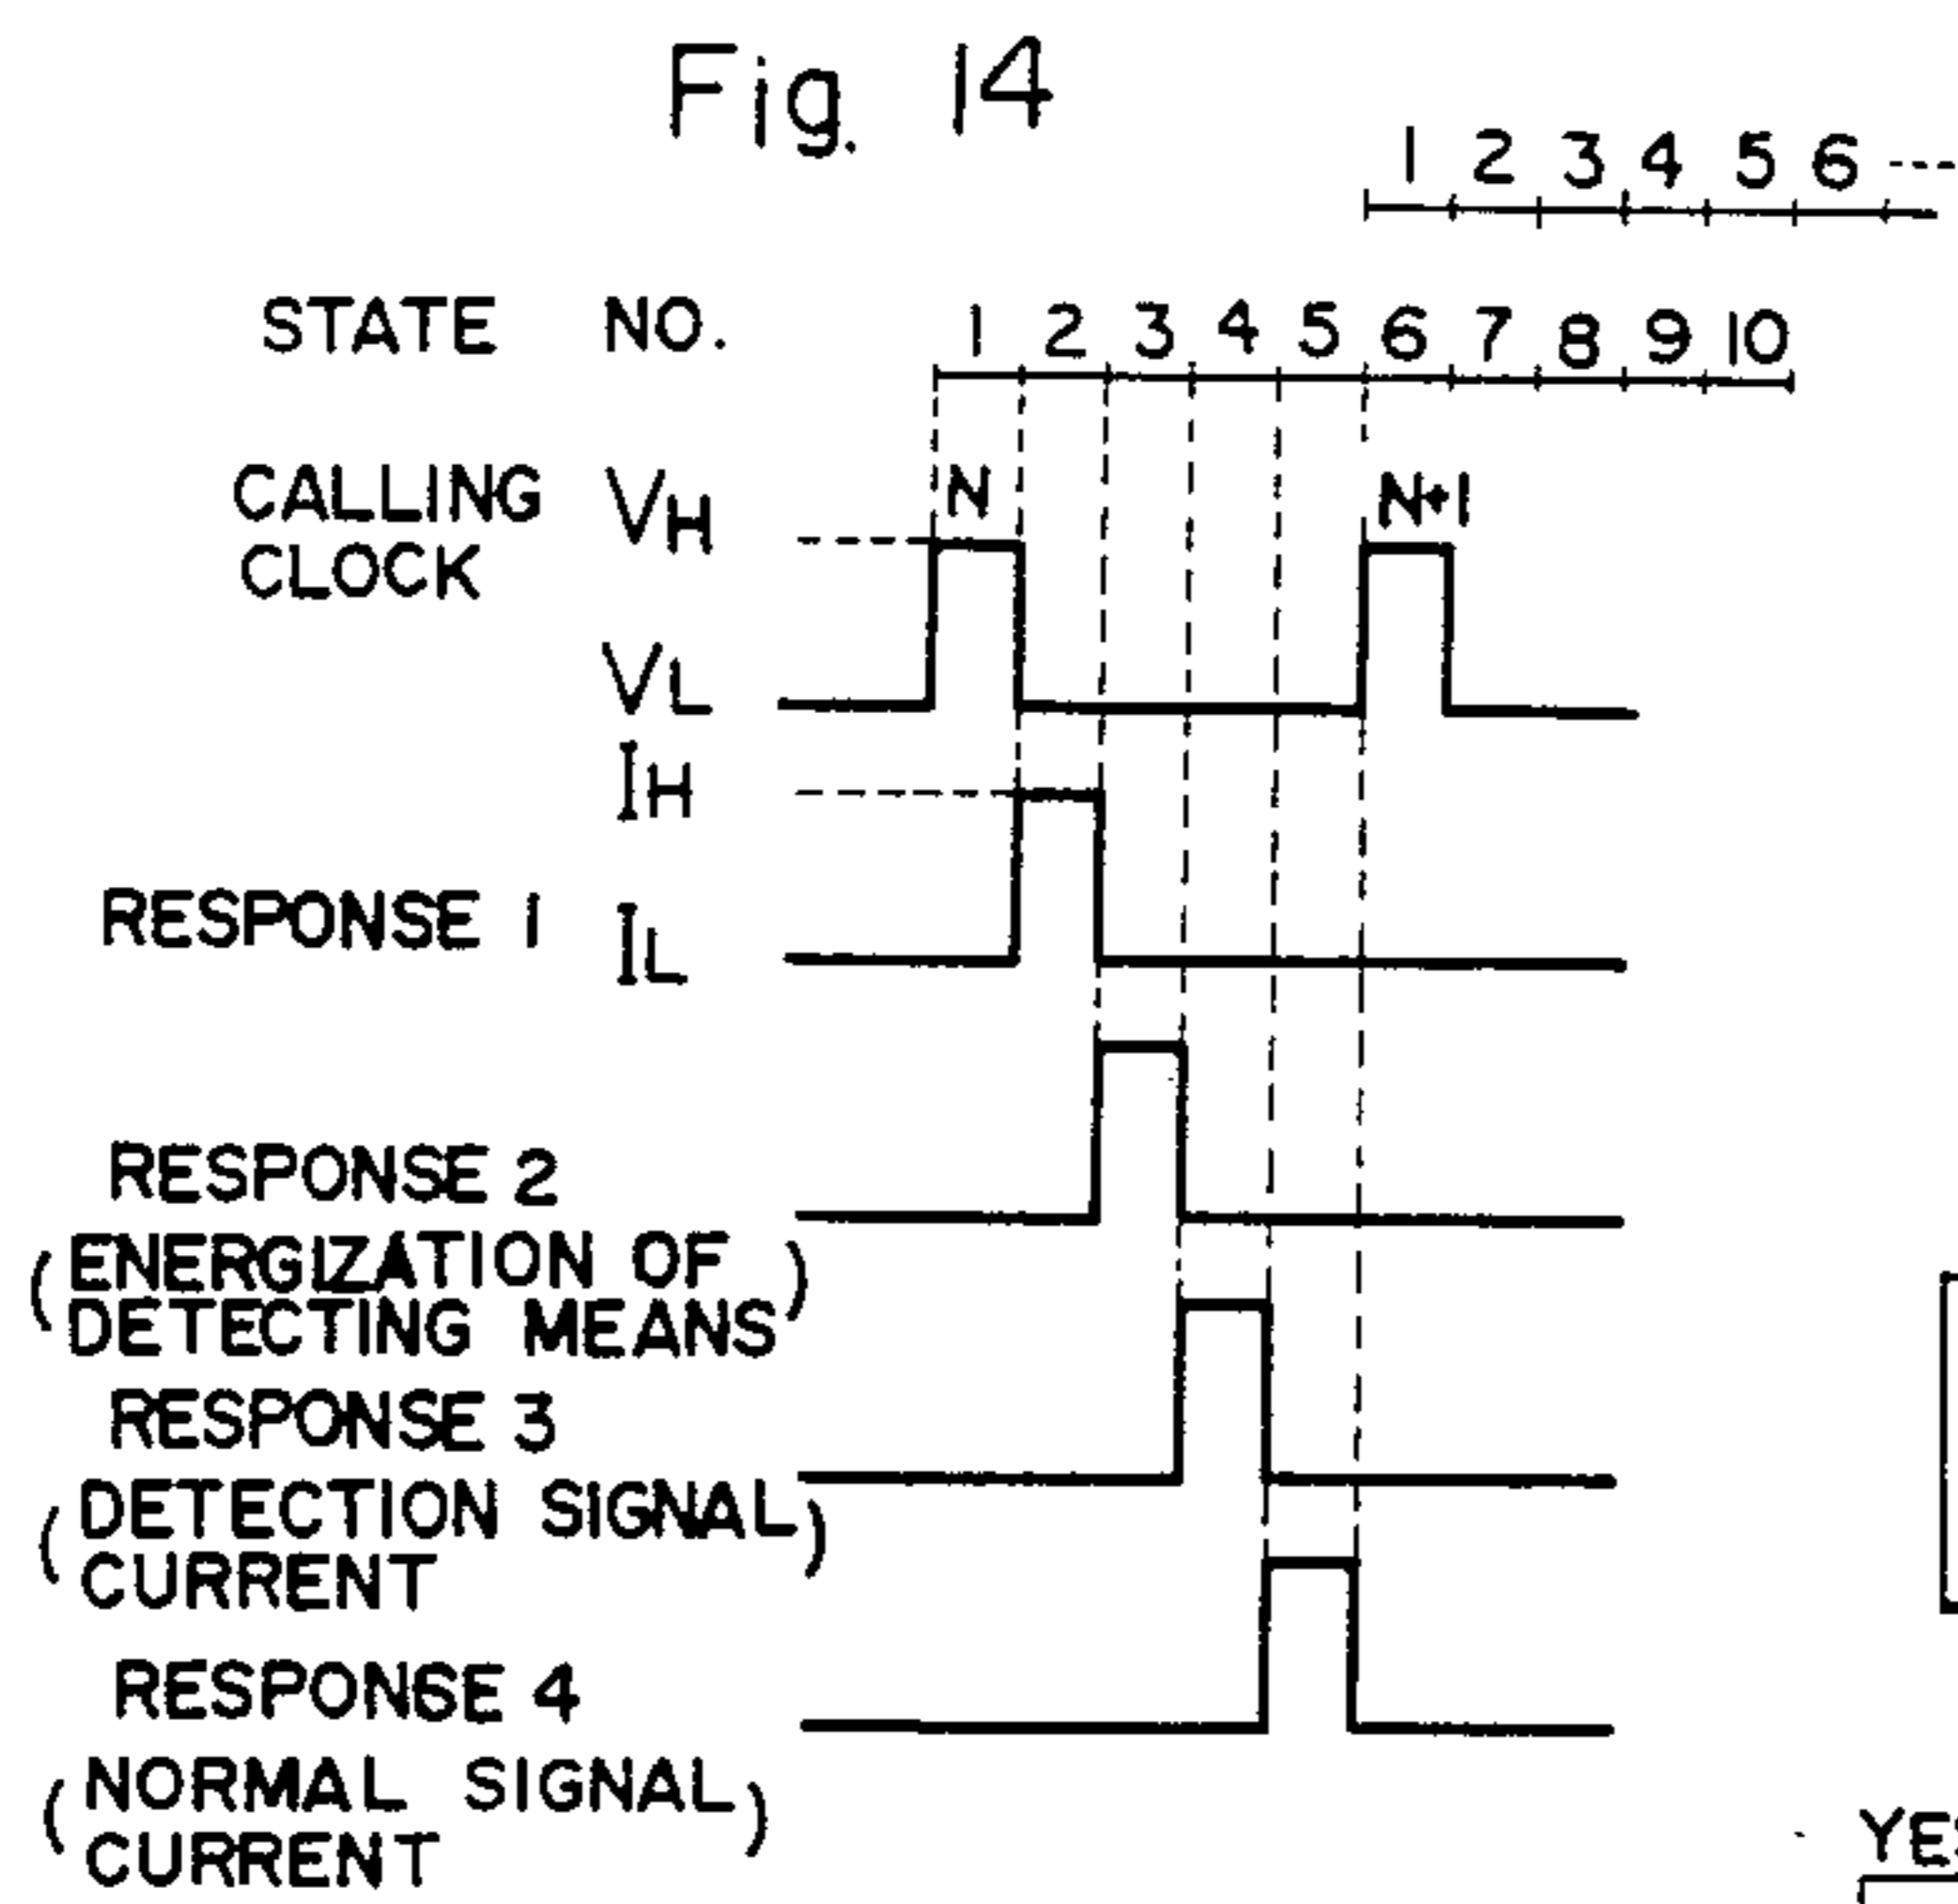 Fig. 14
1 2 3 4 5 6 ----
STATE NO. 1 2 3 4 5 6 7 8 9 10
CALLING CLOCK
VH
N
N+1
VL
IH
RESPONSE 1
IL
RESPONSE 2
(ENERGIZATION OF
DETECTING MEANS)
RESPONSE 3
(DETECTION SIGNAL
CURRENT)
RESPONSE 4
(NORMAL SIGNAL
CURRENT)